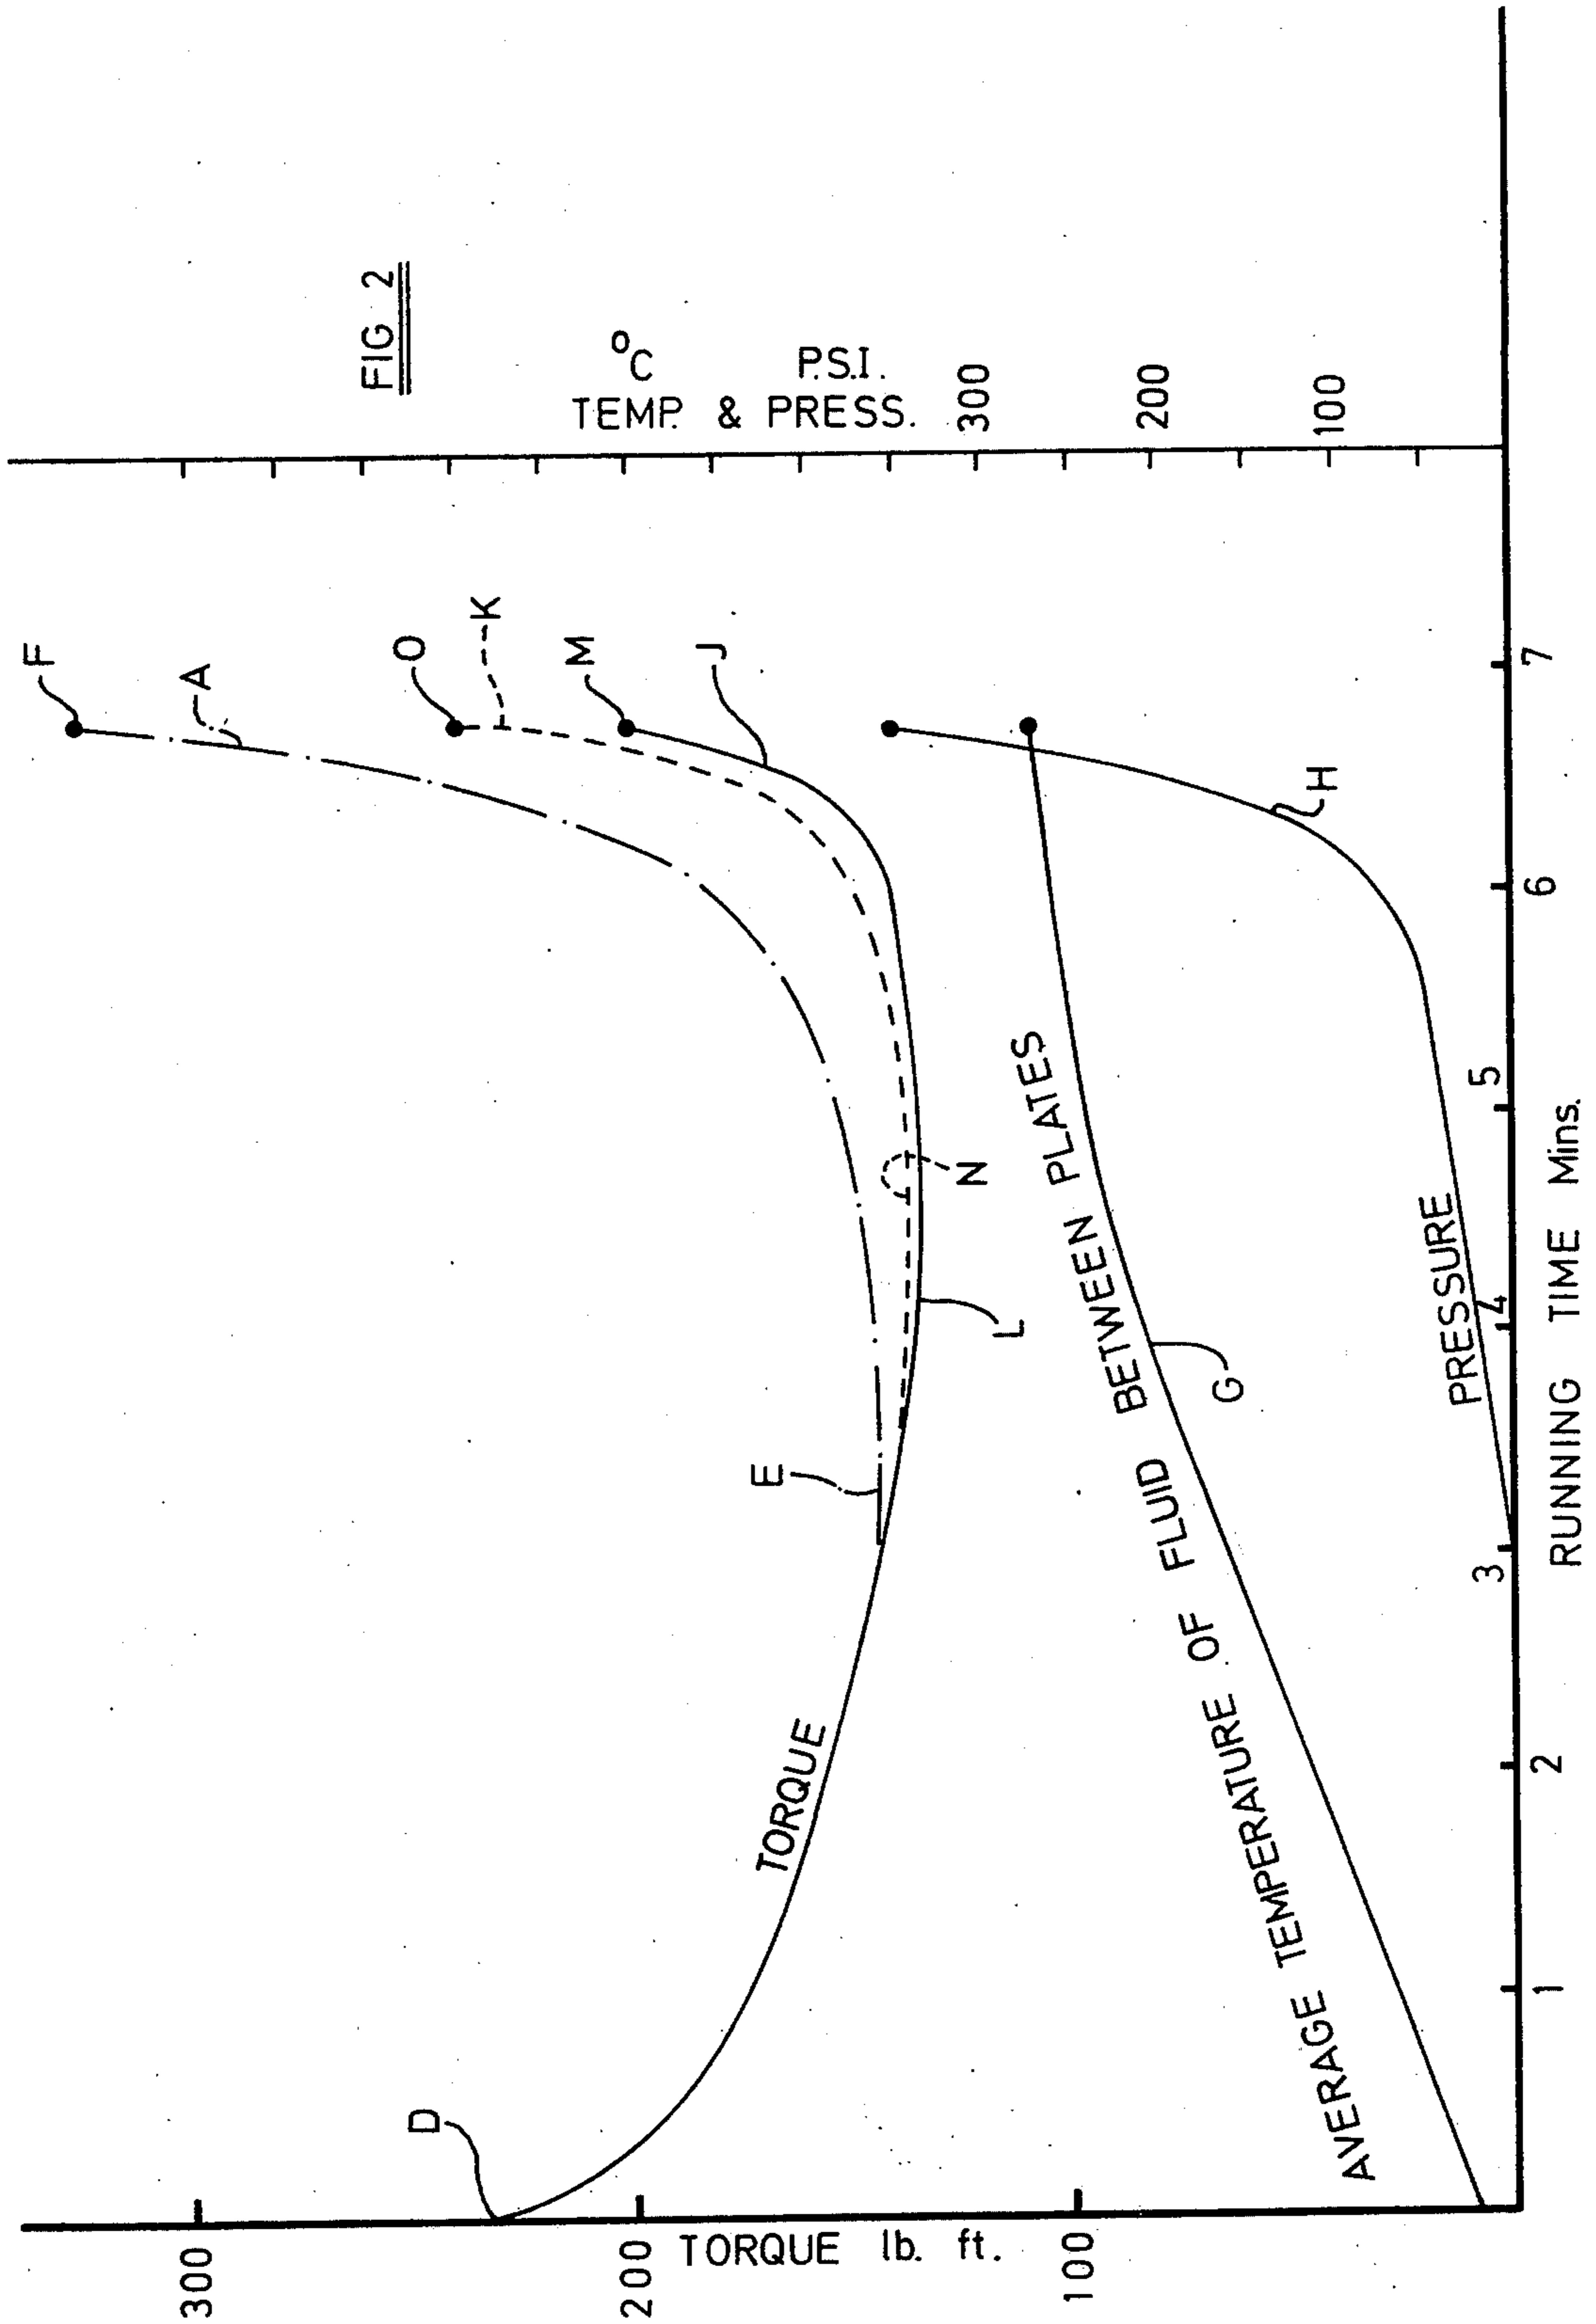 FIG 2
F
A
O
K
M
J
D
E
N
L
G
H
TORQUE
AVERAGE TEMPERATURE OF FLUID BETWEEN PLATES
PRESSURE
300
200
100
TORQUE lb. ft.
°C P.S.I.
TEMP. & PRESS.
300
200
100
1 2 3 4 5 6 7
RUNNING TIME Mins.